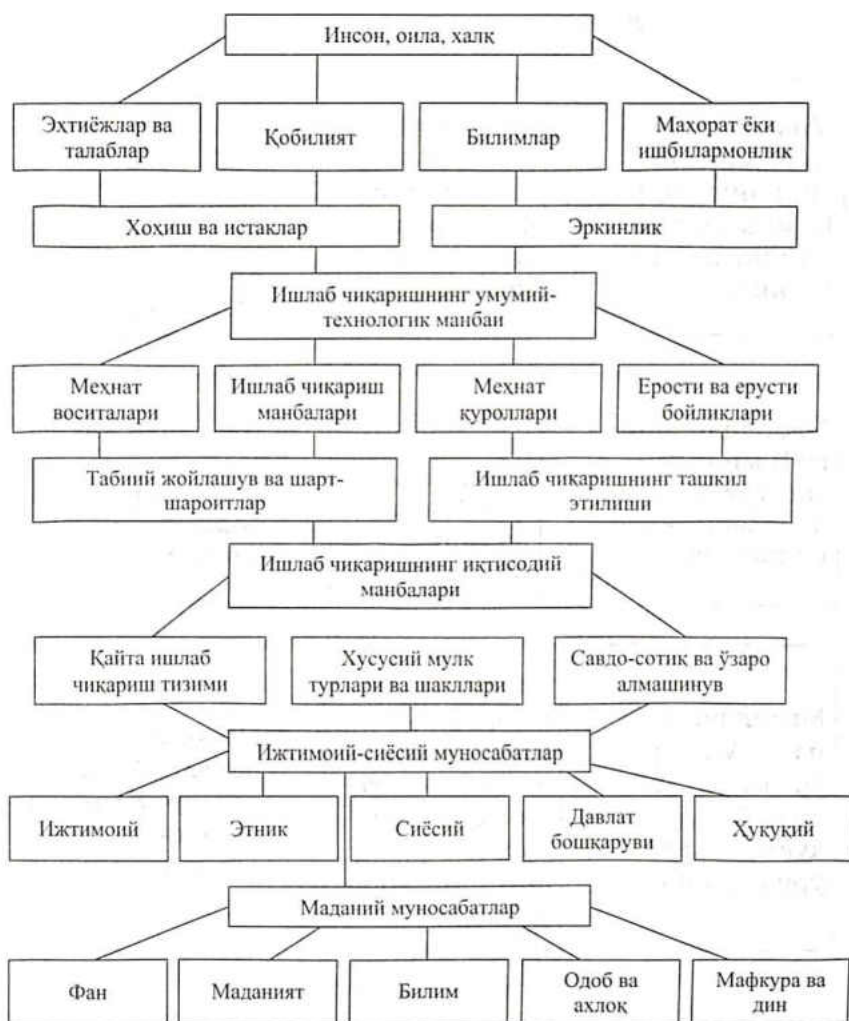 Инсон, оила, халқ
Эҳтиёжлар ва
талаблар
Қобилият
Билимлар
Маҳорат ёки
ишбилармонлик
Хоҳиш ва истаклар
Эркинлик
Ишлаб чиқаришнинг умумий-
технологик манбаи
Меҳнат
воситалари
Ишлаб чиқариш
манбалари
Меҳнат
қуроллари
Ерости ва ерусти
бойликлари
Табиий жойлашув ва шарт-
шароитлар
Ишлаб чиқаришнинг ташкил
этилиши
Ишлаб чиқаришнинг иқтисодий
манбалари
Қайта ишлаб
чиқариш тизими
Хусусий мулк
турлари ва шакллари
Савдо-сотиқ ва ўзаро
алмашинув
Ижтимоий-сиёсий муносабатлар
Ижтимоий
Этник
Сиёсий
Давлат
бошқаруви
Ҳуқуқий
Маданий муносабатлар
Фан
Маданият
Билим
Одоб ва
ахлоқ
Мафкура ва
дин